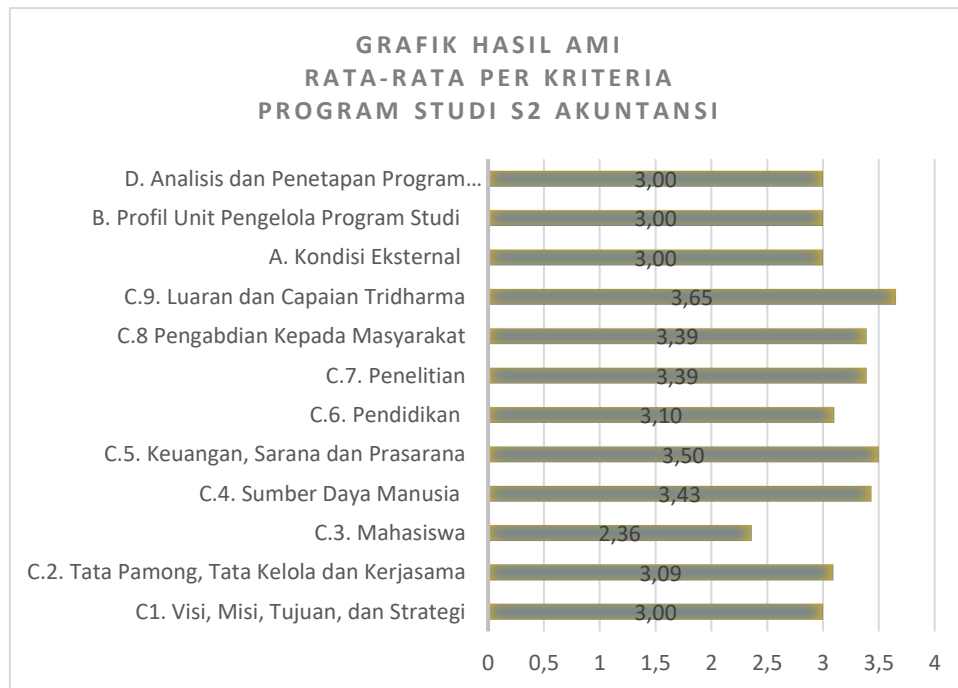 GRAFIK HASIL AMI
RATA-RATA PER KRITERIA
PROGRAM STUDI S2 AKUNTANSI
D. Analisis dan Penetapan Program... 3,00
B. Profil Unit Pengelola Program Studi 3,00
A. Kondisi Eksternal 3,00
C.9. Luaran dan Capaian Tridharma 3,65
C.8 Pengabdian Kepada Masyarakat 3,39
C.7. Penelitian 3,39
C.6. Pendidikan 3,10
C.5. Keuangan, Sarana dan Prasarana 3,50
C.4. Sumber Daya Manusia 3,43
C.3. Mahasiswa 2,36
C.2. Tata Pamong, Tata Kelola dan Kerjasama 3,09
C1. Visi, Misi, Tujuan, dan Strategi 3,00
0 0,5 1 1,5 2 2,5 3 3,5 4